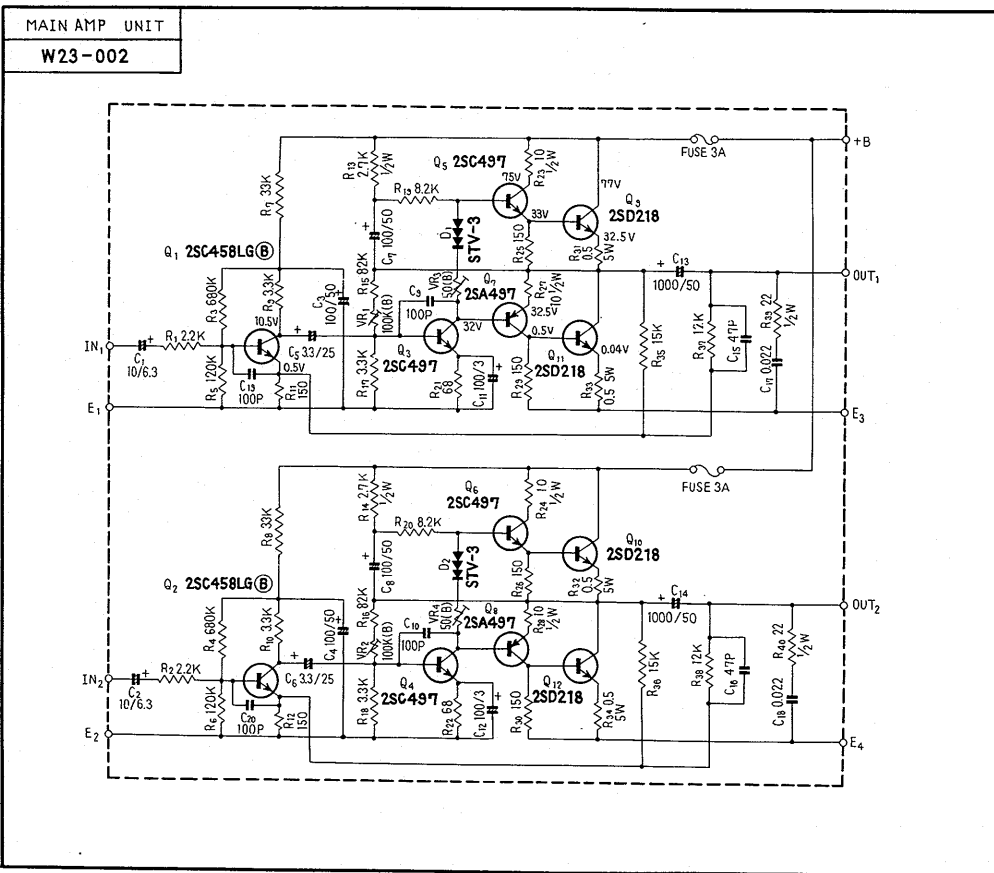 MAIN AMP UNIT
W23-002
FUSE 3A
+B
R13 2.7K 1/2W
Q5 2SC497
75V
10 R23 1/2W
77V
R7 33K
R19 8.2K
Q9 2SD218
33V
32.5V
D1 STV-3
C7 100/50
R25 150
R31 0.5 5W
C13 1000/50
OUT1
Q1 2SC458LG Ⓑ
R3 680K
R9 3.3K
C3 100/50
R15 82K
VR1 100K(B)
C9 100P
VR3 50(B)
Q7 2SA497
R27 10 1/2W
32.5V
10.5V
32V
0.5V
0.04V
IN1
C1 10/6.3
R1 2.2K
C5 33/25
Q3 2SC497
Q11 2SD218
R35 15K
R37 12K
C15 47P
R39 22 1/2W
C17 0.022
R5 120K
C19 100P
0.5V
R11 150
R17 3.3K
R21 68
C11 100/3
R29 150
R33 0.5 5W
E1
E3
FUSE 3A
R14 2.7K 1/2W
Q6 2SC497
10 R24 1/2W
R8 33K
R20 8.2K
Q10 2SD218
D2 STV-3
C8 100/50
R26 150
R32 0.5 5W
C14 1000/50
OUT2
Q2 2SC458LG Ⓑ
R4 680K
R10 3.3K
C4 100/50
R16 82K
VR2 100K(B)
C10 100P
VR4 50(B)
Q8 2SA497
R28 10 1/2W
IN2
C2 10/6.3
R2 2.2K
C6 33/25
Q4 2SC497
Q12 2SD218
R36 15K
R38 12K
C16 47P
R40 22 1/2W
C18 0.022
R6 120K
C20 100P
R12 150
R18 3.3K
R22 68
C12 100/3
R30 150
R34 0.5 5W
E2
E4